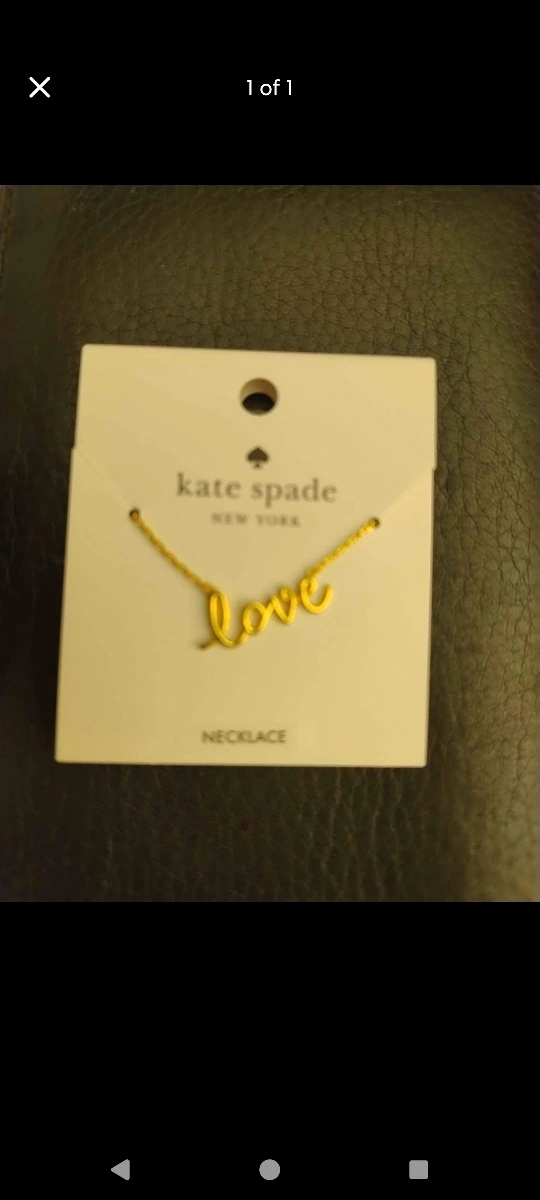 1 of 1
kate spade
NEW YORK
love
NECKLACE